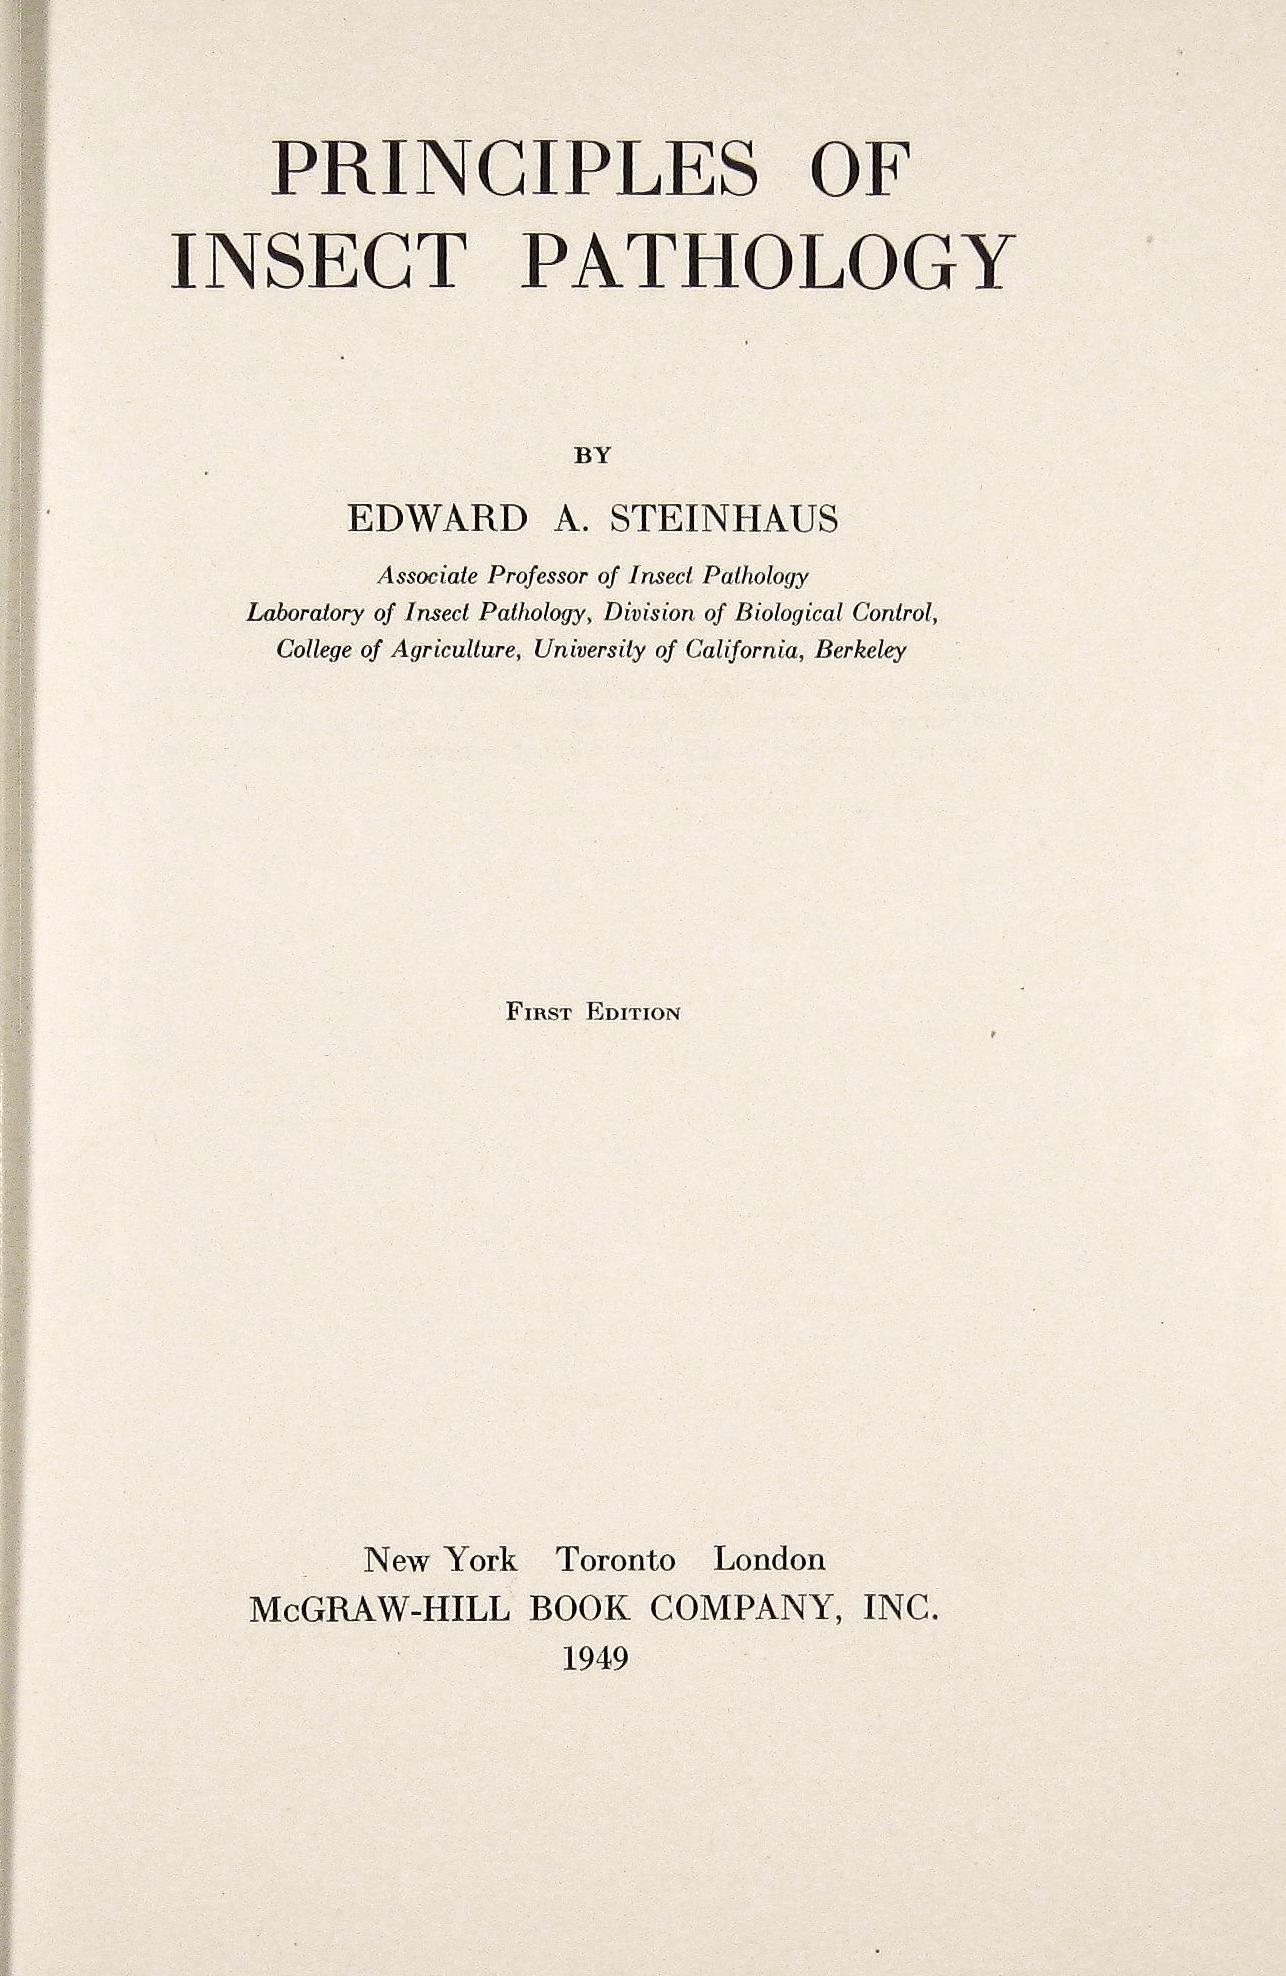 PRINCIPLES OF
INSECT PATHOLOGY
BY
EDWARD A. STEINHAUS
Associate Professor of Insect Pathology
Laboratory of Insect Pathology, Division of Biological Control,
College of Agriculture, University of California, Berkeley
First Edition
New York Toronto London
McGRAW-HILL BOOK COMPANY, INC.
1949